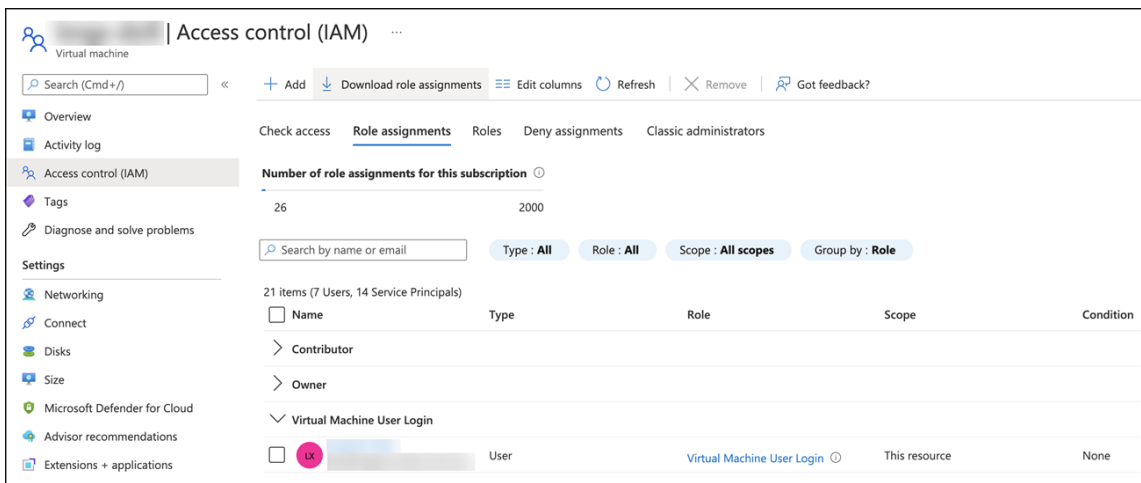 | Access control (IAM) ...
Virtual machine
Search (Cmd+/) «
Overview
Activity log
Access control (IAM)
Tags
Diagnose and solve problems
Settings
Networking
Connect
Disks
Size
Microsoft Defender for Cloud
Advisor recommendations
Extensions + applications
+ Add Download role assignments Edit columns Refresh Remove Got feedback?
Check access Role assignments Roles Deny assignments Classic administrators
Number of role assignments for this subscription
26 2000
Search by name or email Type : All Role : All Scope : All scopes Group by : Role
21 items (7 Users, 14 Service Principals)
Name Type Role Scope Condition
Contributor
Owner
Virtual Machine User Login
LX User Virtual Machine User Login This resource None